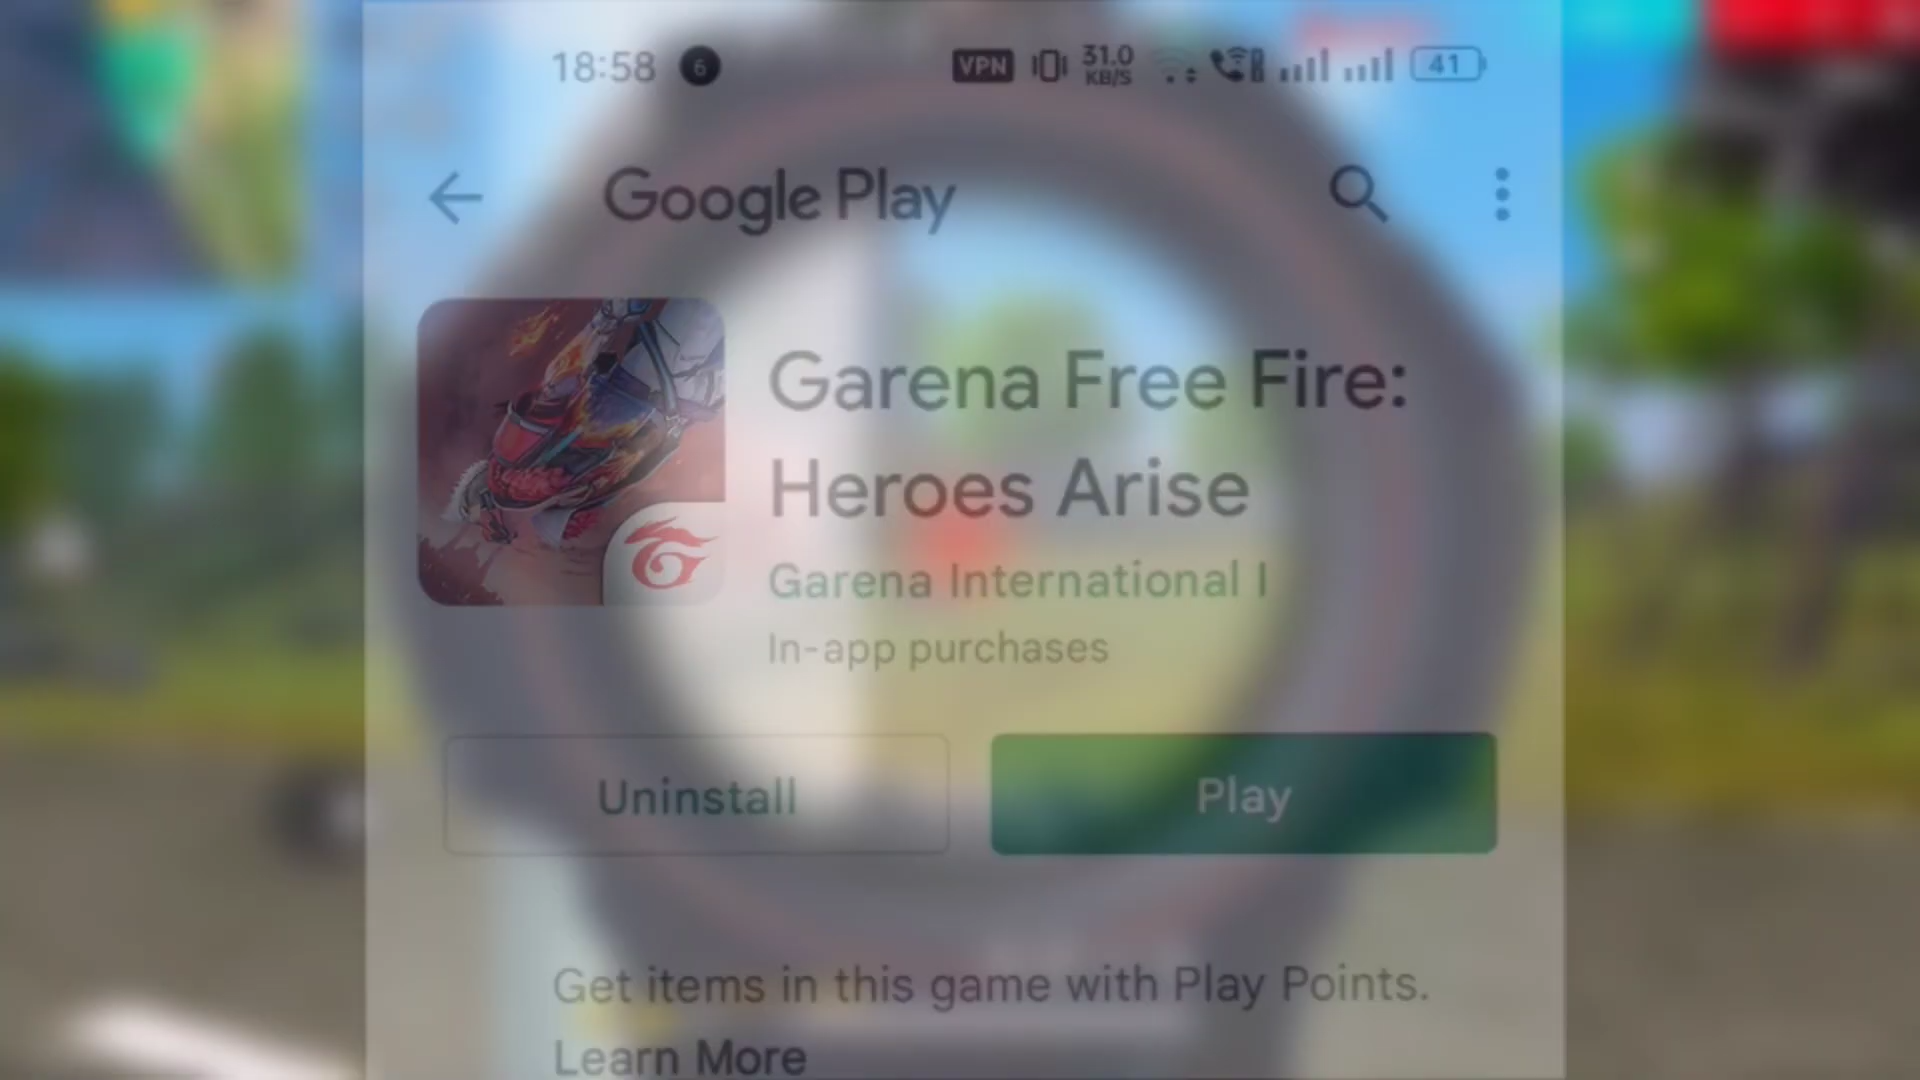 18:58 6 VPN 31.0 KB/S 41
Google Play
Garena Free Fire:
Heroes Arise
Garena International I
In-app purchases
Uninstall Play
Get items in this game with Play Points.
Learn More